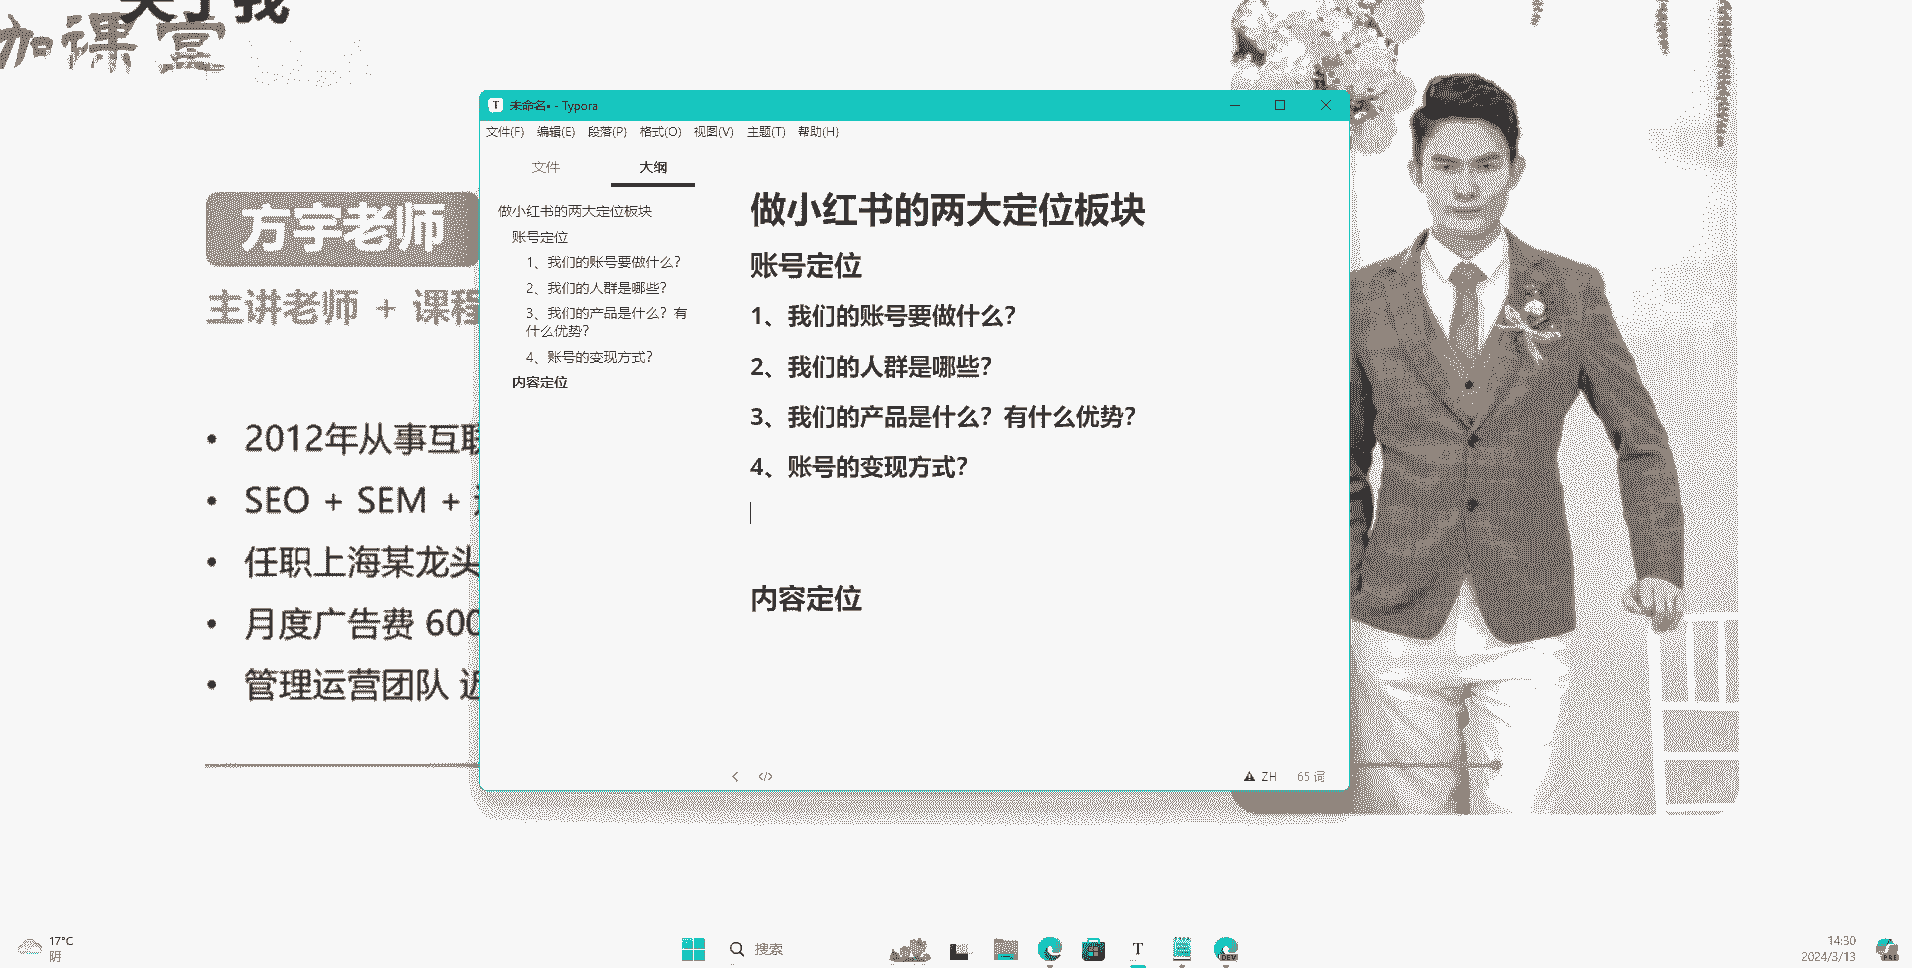 关于我
加课堂
方宇老师
主讲老师 + 课程
• 2012年从事互联
• SEO + SEM +
• 任职上海某龙头
• 月度广告费 600
• 管理运营团队 近
未命名• - Typora
文件(F) 编辑(E) 段落(P) 格式(O) 视图(V) 主题(T) 帮助(H)
文件 大纲
做小红书的两大定位板块
账号定位
1、我们的账号要做什么？
2、我们的人群是哪些？
3、我们的产品是什么？有
什么优势？
4、账号的变现方式？
内容定位
做小红书的两大定位板块
账号定位
1、我们的账号要做什么？
2、我们的人群是哪些？
3、我们的产品是什么？有什么优势？
4、账号的变现方式？
内容定位
ZH 65 词
17°C
阴
搜索
T
DEV
14:30
2024/3/13
PRE